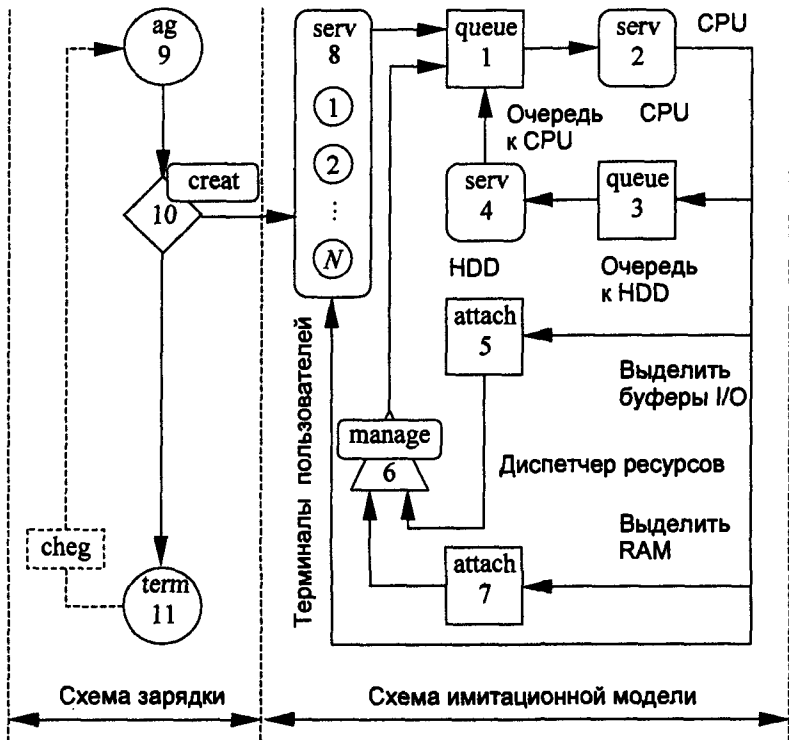 ag
9
creat
10
cheg
term
11
Схема зарядки
serv
8
1
2
⋮
N
Терминалы пользователей
queue
1
Очередь
к CPU
serv
2
CPU
CPU
serv
4
HDD
queue
3
Очередь
к HDD
attach
5
Выделить
буферы I/O
manage
6
Диспетчер ресурсов
Выделить
RAM
attach
7
Схема имитационной модели